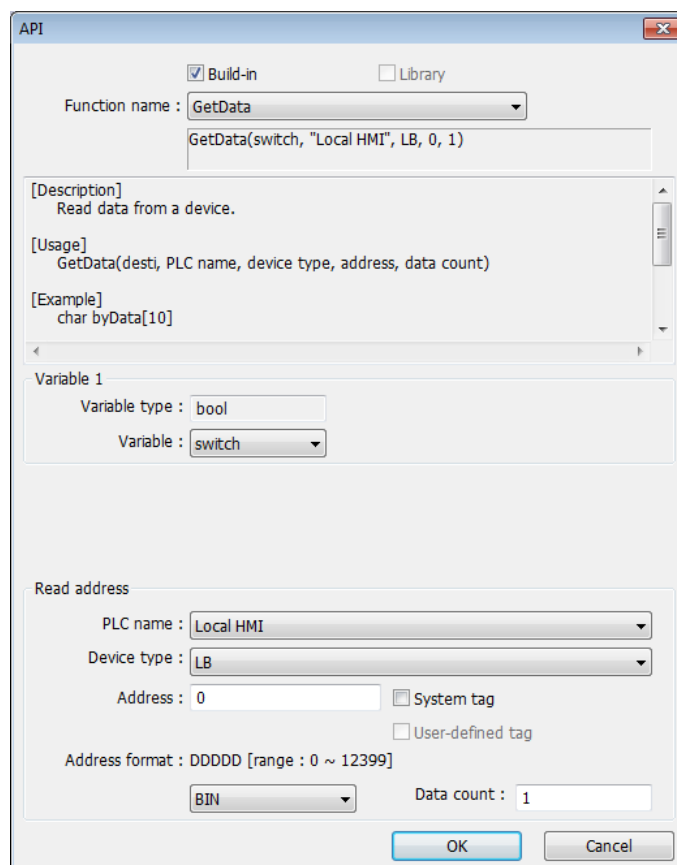 API
Build-in Library
Function name : GetData
GetData(switch, "Local HMI", LB, 0, 1)
[Description]
Read data from a device.
[Usage]
GetData(desti, PLC name, device type, address, data count)
[Example]
char byData[10]
Variable 1
Variable type : bool
Variable : switch
Read address
PLC name : Local HMI
Device type : LB
Address : 0 System tag
User-defined tag
Address format : DDDDD [range : 0 ~ 12399]
BIN Data count : 1
OK Cancel